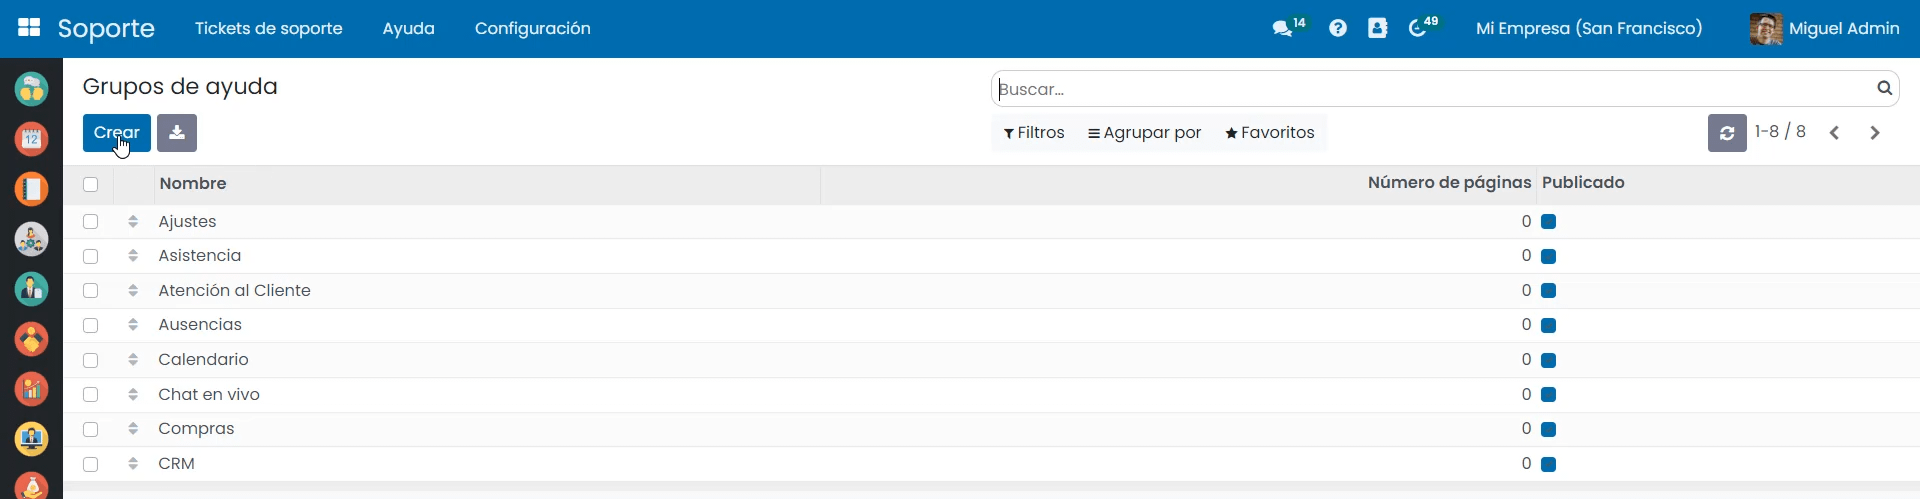 Soporte Tickets de soporte Ayuda Configuración 14 49 Mi Empresa (San Francisco) Miguel Admin
Grupos de ayuda
Buscar...
Crear
Filtros Agrupar por Favoritos
1-8 / 8
12
Nombre Número de páginas Publicado
Ajustes 0
Asistencia 0
Atención al Cliente 0
Ausencias 0
Calendario 0
Chat en vivo 0
Compras 0
CRM 0